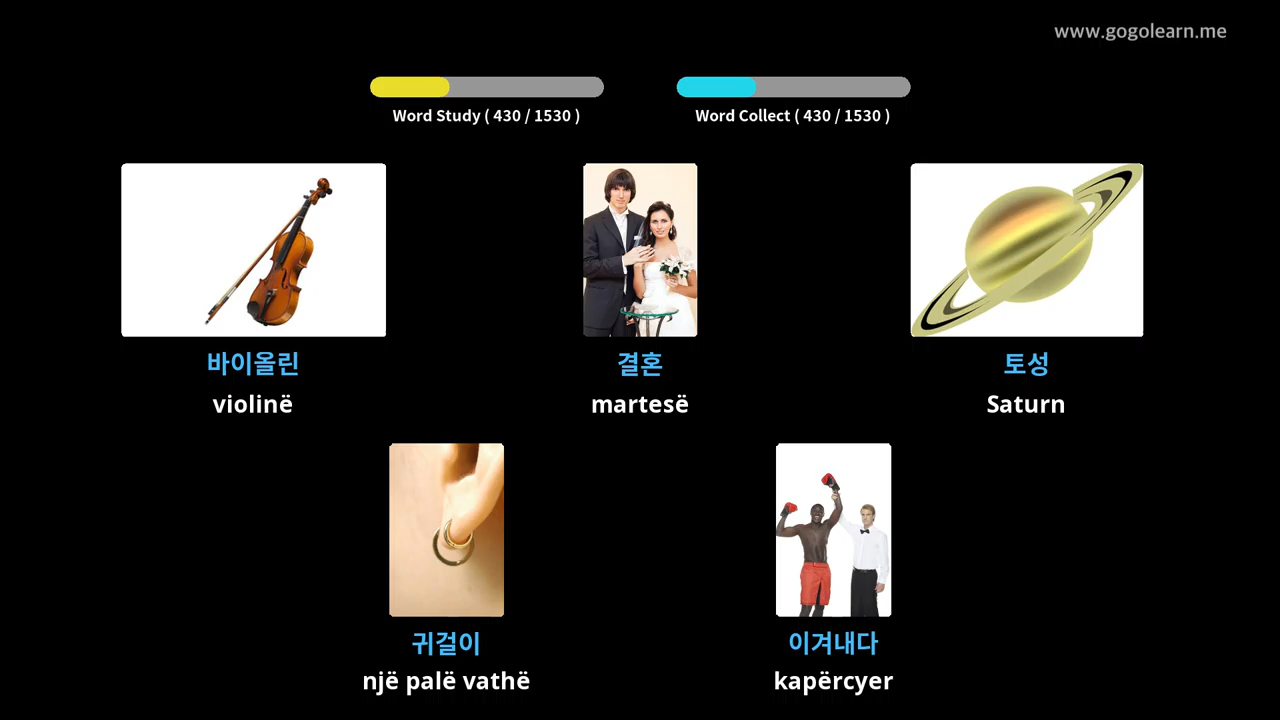 www.gogolearn.me
Word Study ( 430 / 1530 )
Word Collect ( 430 / 1530 )
바이올린
violinë
결혼
martesë
토성
Saturn
귀걸이
një palë vathë
이겨내다
kapërcyer